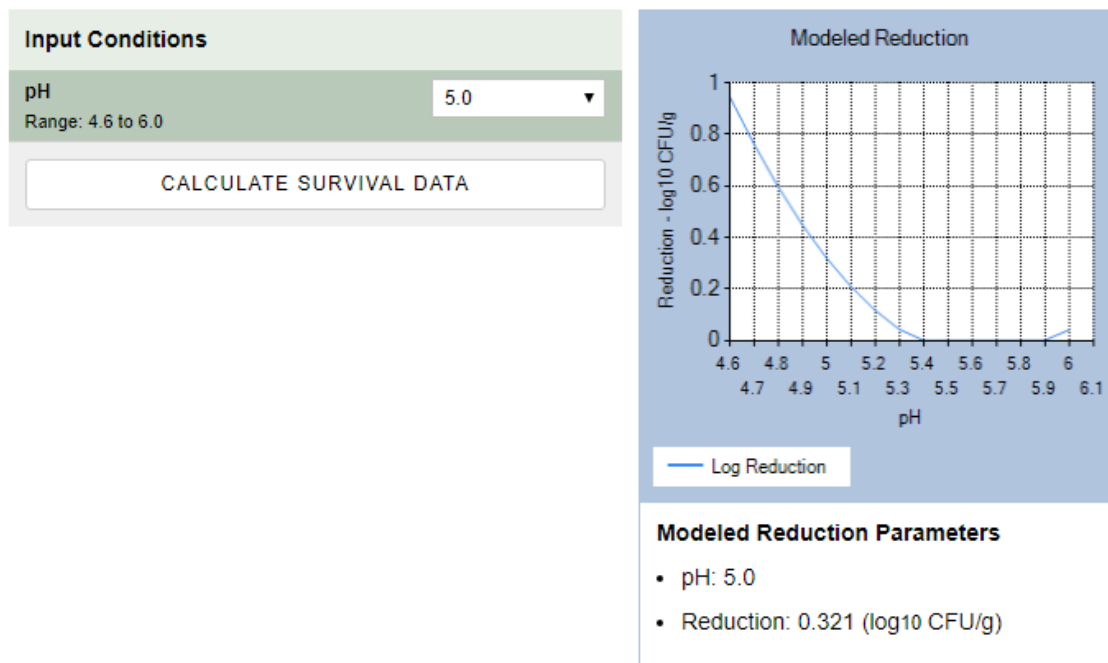 Input Conditions
pH
5.0
Range: 4.6 to 6.0
CALCULATE SURVIVAL DATA
Modeled Reduction
Reduction - log10 CFU/g
1
0.8
0.6
0.4
0.2
0
4.6 4.8 5 5.2 5.4 5.6 5.8 6
4.7 4.9 5.1 5.3 5.5 5.7 5.9 6.1
pH
Log Reduction
Modeled Reduction Parameters
• pH: 5.0
• Reduction: 0.321 (log10 CFU/g)